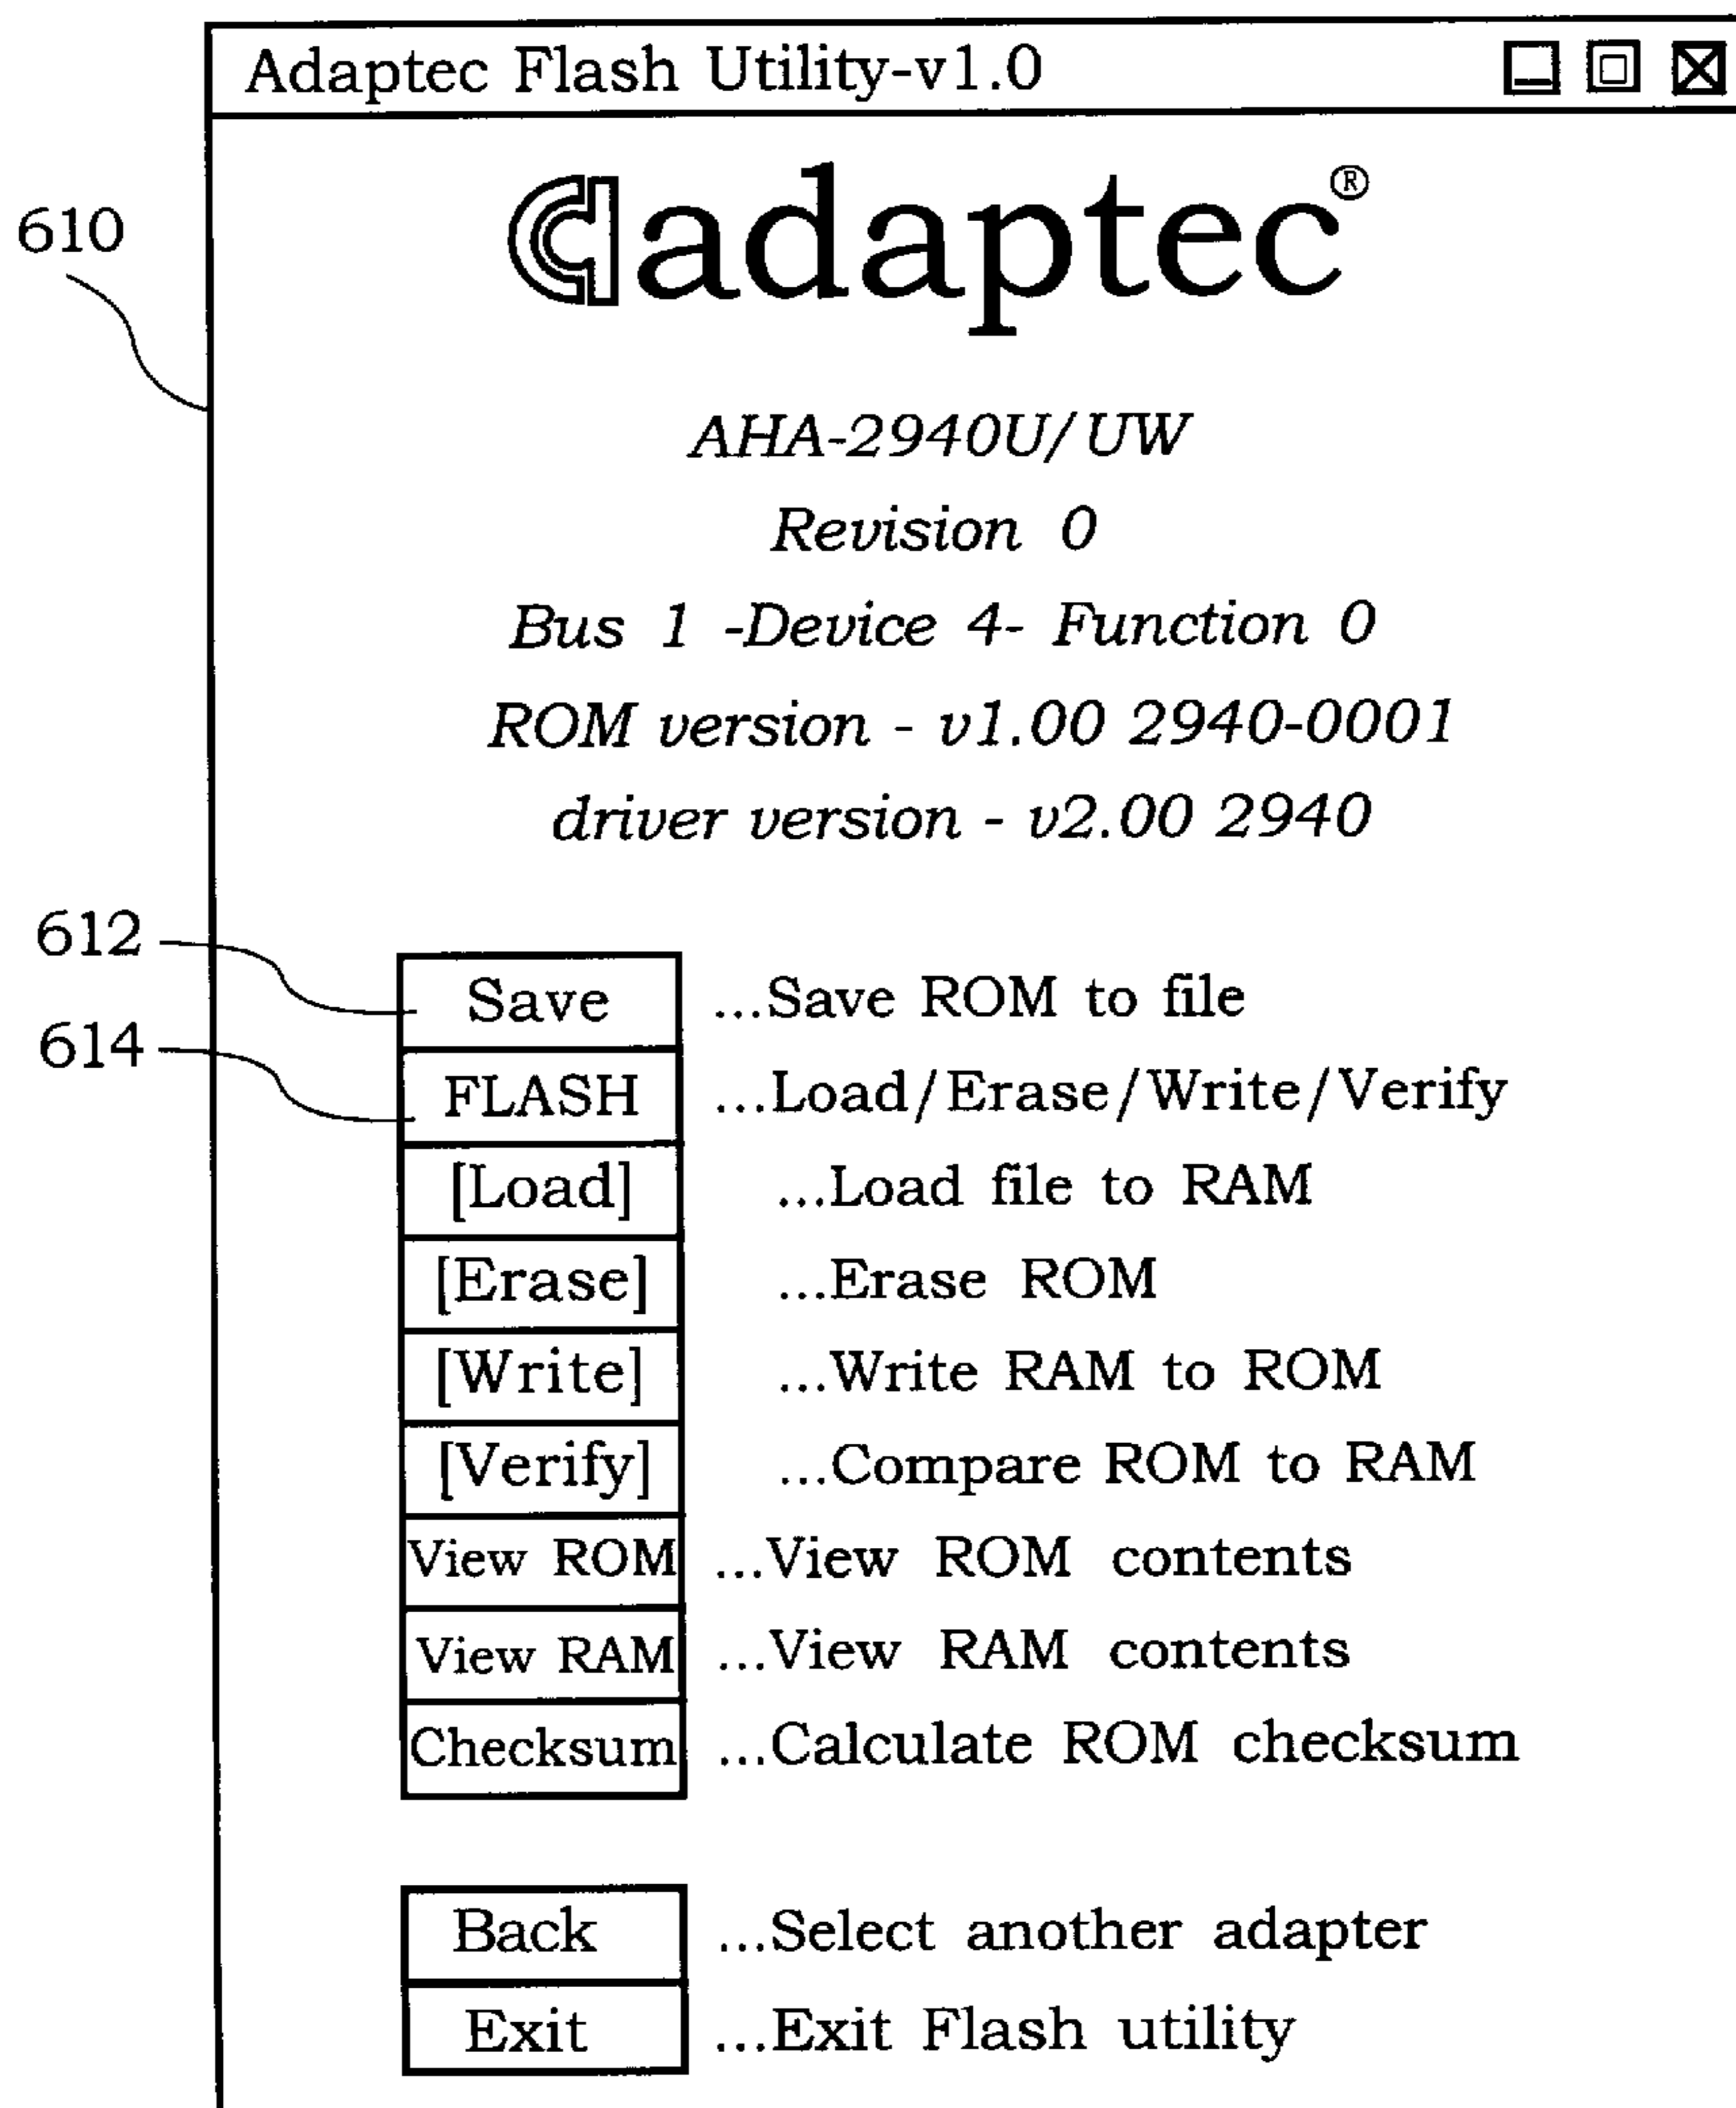 Adaptec Flash Utility-v1.0
adaptec®
610
AHA-2940U/UW
Revision 0
Bus 1 -Device 4- Function 0
ROM version - v1.00 2940-0001
driver version - v2.00 2940
612
Save ...Save ROM to file
614
FLASH ...Load/Erase/Write/Verify
[Load] ...Load file to RAM
[Erase] ...Erase ROM
[Write] ...Write RAM to ROM
[Verify] ...Compare ROM to RAM
View ROM ...View ROM contents
View RAM ...View RAM contents
Checksum ...Calculate ROM checksum
Back ...Select another adapter
Exit ...Exit Flash utility